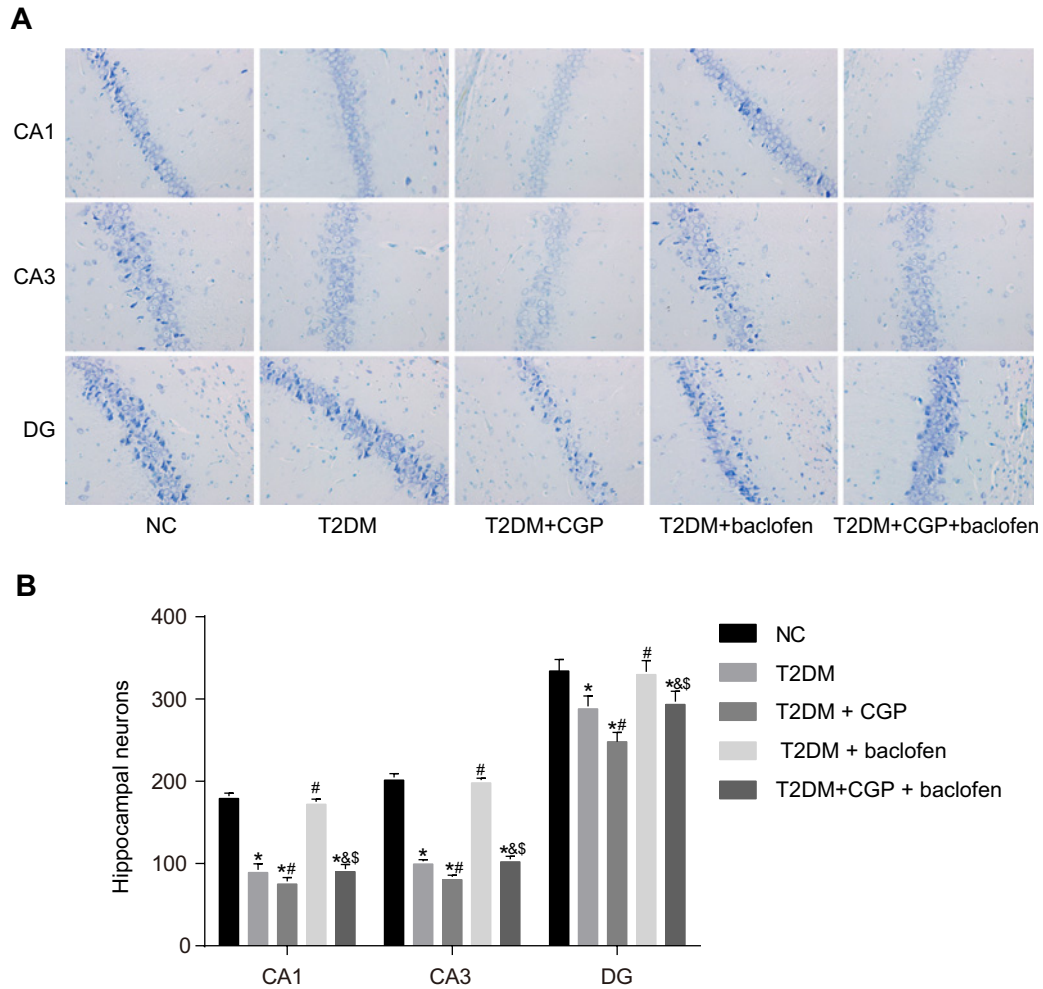 A
CA1
CA3
DG
NC T2DM T2DM+CGP T2DM+baclofen T2DM+CGP+baclofen
B
Hippocampal neurons
400
300
200
100
0
* *# # *&$
* *# # *&$
* *# # *&$
CA1 CA3 DG
NC
T2DM
T2DM + CGP
T2DM + baclofen
T2DM+CGP + baclofen